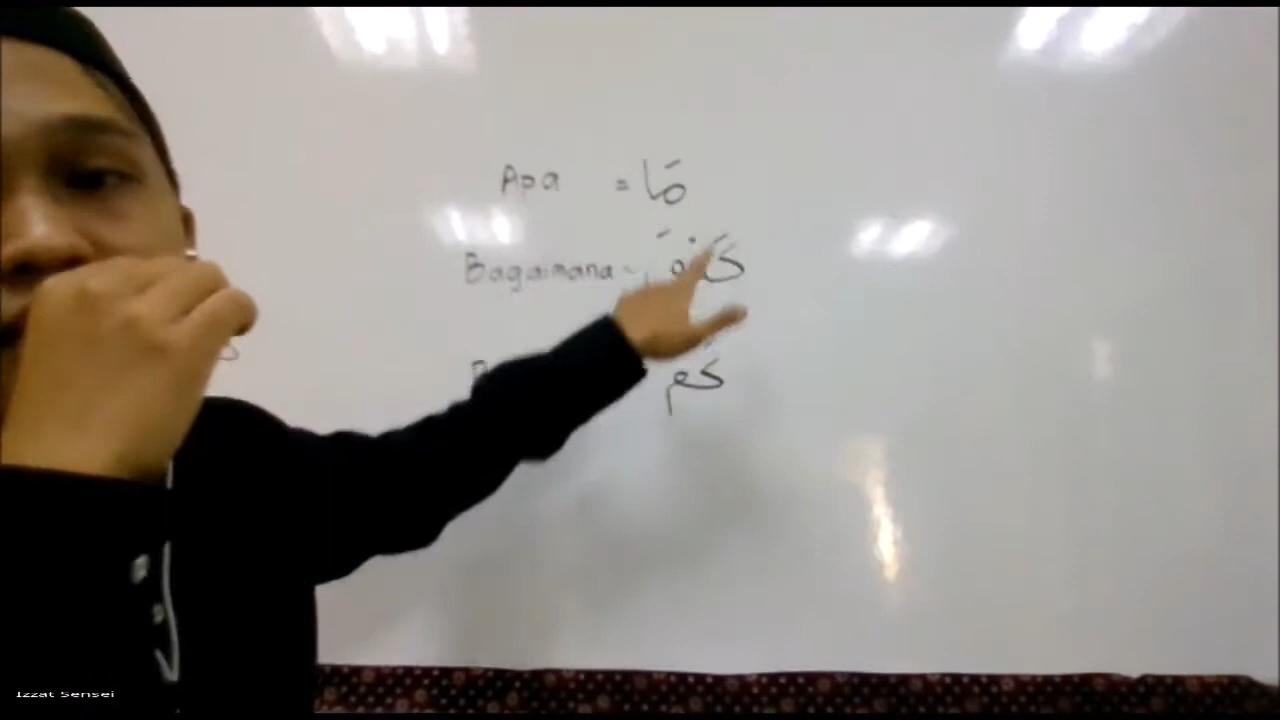 Apa = مَا
Bagaimana - كَيْفَ
كم
Izzat Sensei